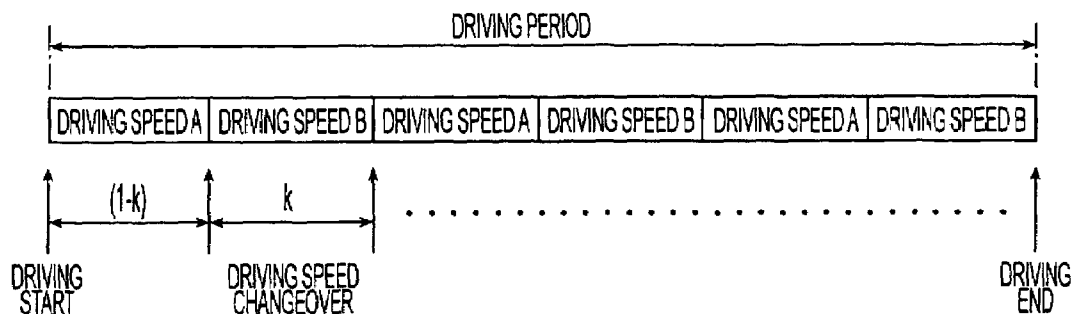 DRIVING PERIOD
DRIVING SPEED A DRIVING SPEED B DRIVING SPEED A DRIVING SPEED B DRIVING SPEED A DRIVING SPEED B
(1-k) k
DRIVING START
DRIVING SPEED CHANGEOVER
DRIVING END